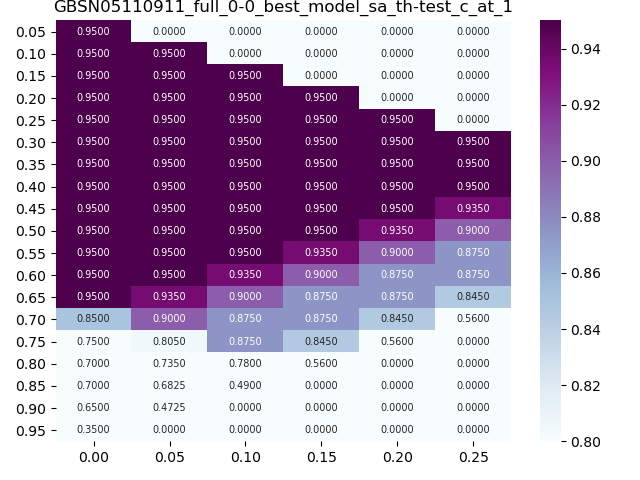 GBSN05110911_full_0-0_best_model_sa_th-test_c_at_1
0.05 0.9500 0.0000 0.0000 0.0000 0.0000 0.0000
0.10 0.9500 0.9500 0.0000 0.0000 0.0000 0.0000
0.15 0.9500 0.9500 0.9500 0.0000 0.0000 0.0000
0.20 0.9500 0.9500 0.9500 0.9500 0.0000 0.0000
0.25 0.9500 0.9500 0.9500 0.9500 0.9500 0.0000
0.30 0.9500 0.9500 0.9500 0.9500 0.9500 0.9500
0.35 0.9500 0.9500 0.9500 0.9500 0.9500 0.9500
0.40 0.9500 0.9500 0.9500 0.9500 0.9500 0.9500
0.45 0.9500 0.9500 0.9500 0.9500 0.9500 0.9350
0.50 0.9500 0.9500 0.9500 0.9500 0.9350 0.9000
0.55 0.9500 0.9500 0.9500 0.9350 0.9000 0.8750
0.60 0.9500 0.9500 0.9350 0.9000 0.8750 0.8750
0.65 0.9500 0.9350 0.9000 0.8750 0.8750 0.8450
0.70 0.8500 0.9000 0.8750 0.8750 0.8450 0.5600
0.75 0.7500 0.8050 0.8750 0.8450 0.5600 0.0000
0.80 0.7000 0.7350 0.7800 0.5600 0.0000 0.0000
0.85 0.7000 0.6825 0.4900 0.0000 0.0000 0.0000
0.90 0.6500 0.4725 0.0000 0.0000 0.0000 0.0000
0.95 0.3500 0.0000 0.0000 0.0000 0.0000 0.0000
0.00 0.05 0.10 0.15 0.20 0.25
0.94
0.92
0.90
0.88
0.86
0.84
0.82
0.80